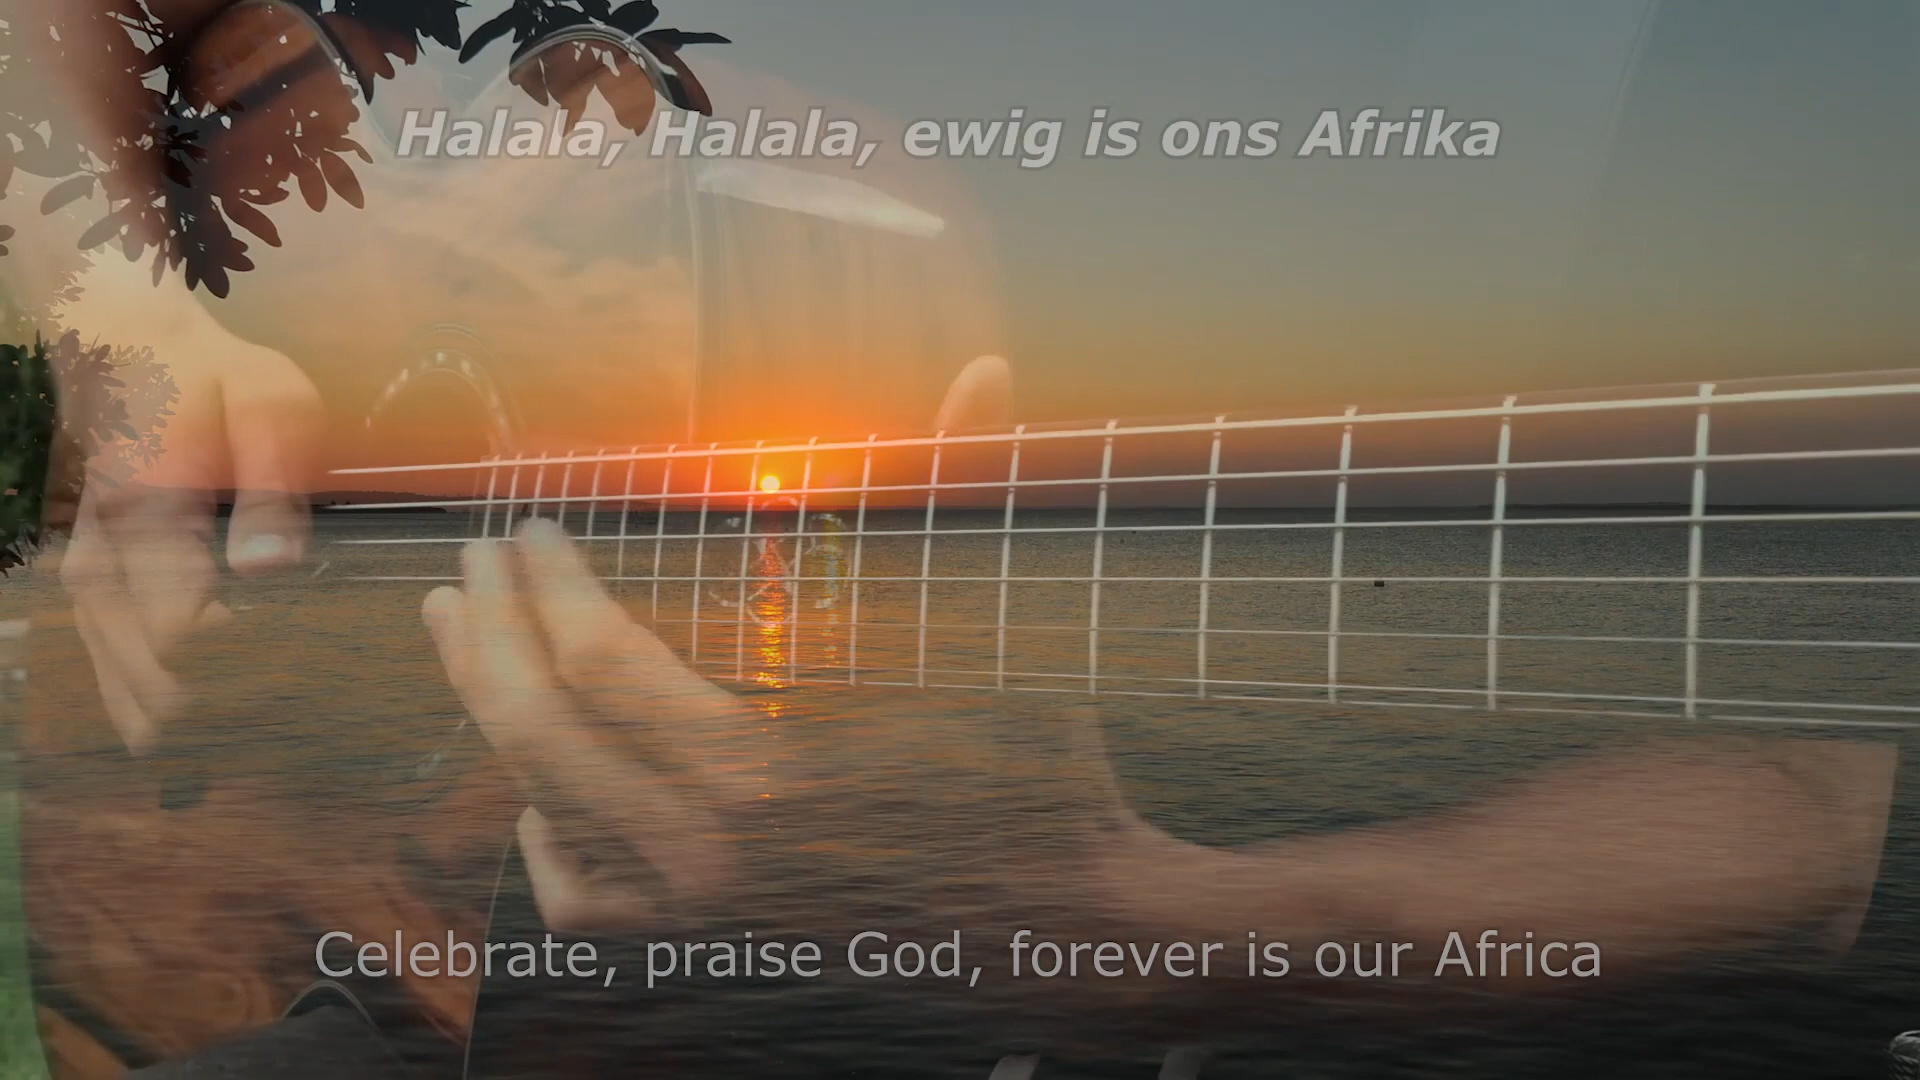 Halala, Halala, ewig is ons Afrika
Celebrate, praise God, forever is our Africa